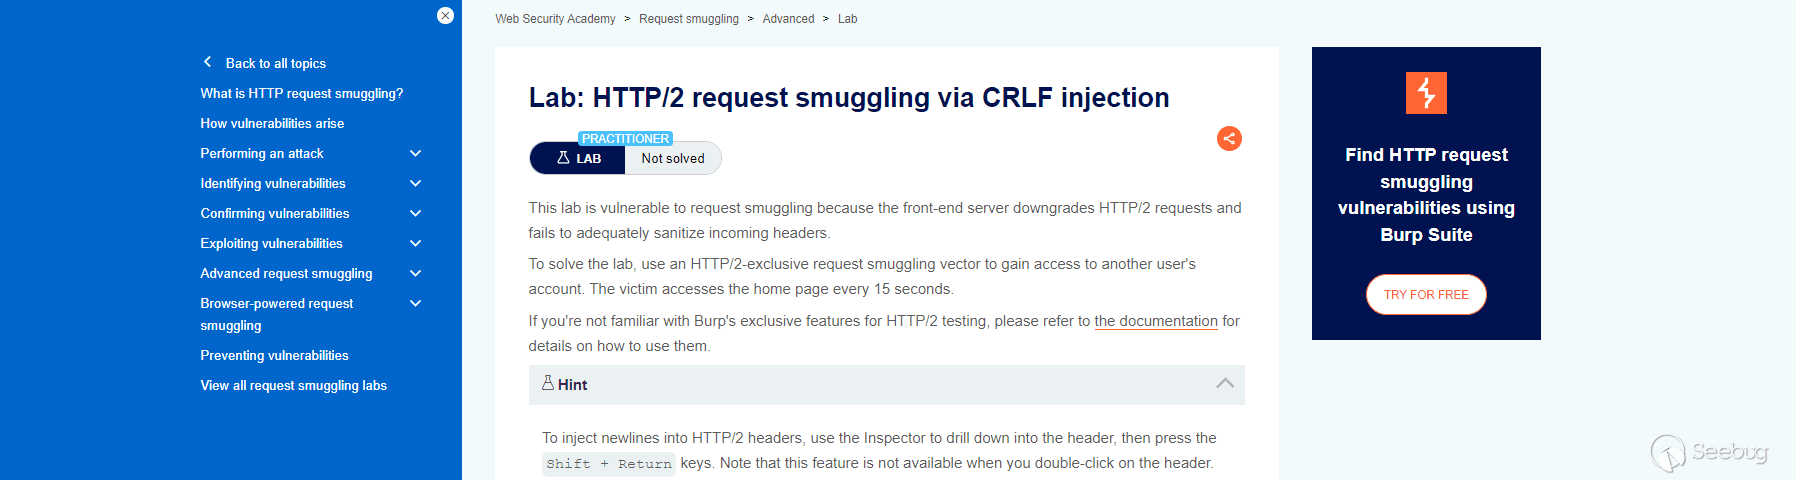 Web Security Academy > Request smuggling > Advanced > Lab
Back to all topics
What is HTTP request smuggling?
How vulnerabilities arise
Performing an attack
Identifying vulnerabilities
Confirming vulnerabilities
Exploiting vulnerabilities
Advanced request smuggling
Browser-powered request
smuggling
Preventing vulnerabilities
View all request smuggling labs
Lab: HTTP/2 request smuggling via CRLF injection
PRACTITIONER
LAB Not solved
This lab is vulnerable to request smuggling because the front-end server downgrades HTTP/2 requests and
fails to adequately sanitize incoming headers.
To solve the lab, use an HTTP/2-exclusive request smuggling vector to gain access to another user's
account. The victim accesses the home page every 15 seconds.
If you're not familiar with Burp's exclusive features for HTTP/2 testing, please refer to the documentation for
details on how to use them.
Hint
To inject newlines into HTTP/2 headers, use the Inspector to drill down into the header, then press the
Shift + Return keys. Note that this feature is not available when you double-click on the header.
Find HTTP request
smuggling
vulnerabilities using
Burp Suite
TRY FOR FREE
Seebug